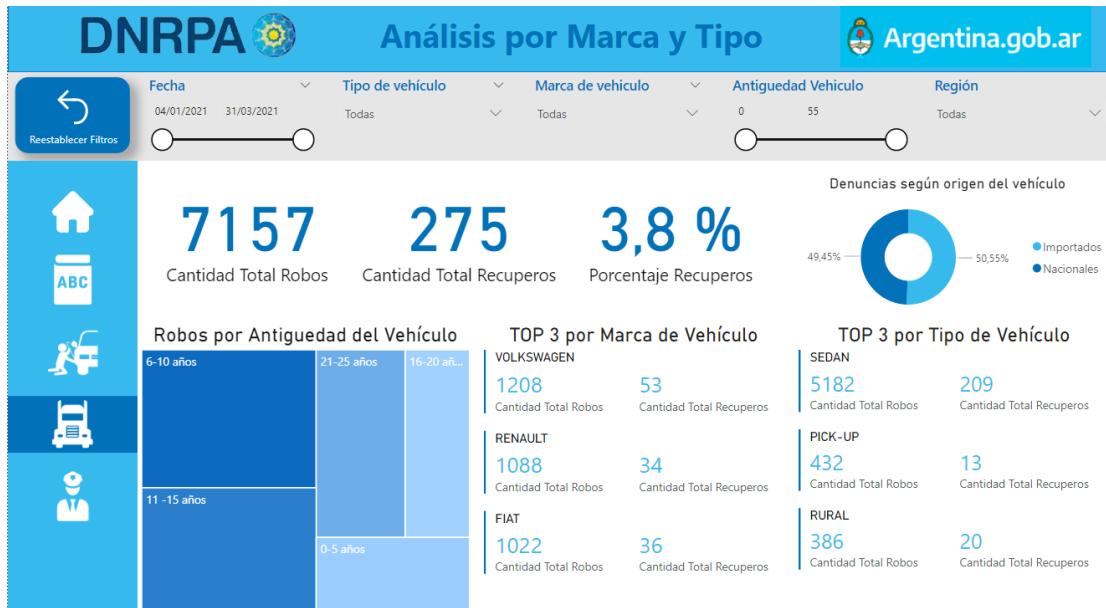 DNRPA
Análisis por Marca y Tipo
Argentina.gob.ar
Reestablecer Filtros
Fecha
04/01/2021 31/03/2021
Tipo de vehículo
Todas
Marca de vehiculo
Todas
Antiguedad Vehiculo
0 55
Región
Todas
ABC
7157
Cantidad Total Robos
275
Cantidad Total Recuperos
3,8 %
Porcentaje Recuperos
Denuncias según origen del vehículo
49,45%
50,55%
Importados
Nacionales
Robos por Antiguedad del Vehículo
6-10 años
21-25 años
16-20 añ...
11 -15 años
0-5 años
TOP 3 por Marca de Vehículo
VOLKSWAGEN
1208 53
Cantidad Total Robos Cantidad Total Recuperos
RENAULT
1088 34
Cantidad Total Robos Cantidad Total Recuperos
FIAT
1022 36
Cantidad Total Robos Cantidad Total Recuperos
TOP 3 por Tipo de Vehículo
SEDAN
5182 209
Cantidad Total Robos Cantidad Total Recuperos
PICK-UP
432 13
Cantidad Total Robos Cantidad Total Recuperos
RURAL
386 20
Cantidad Total Robos Cantidad Total Recuperos